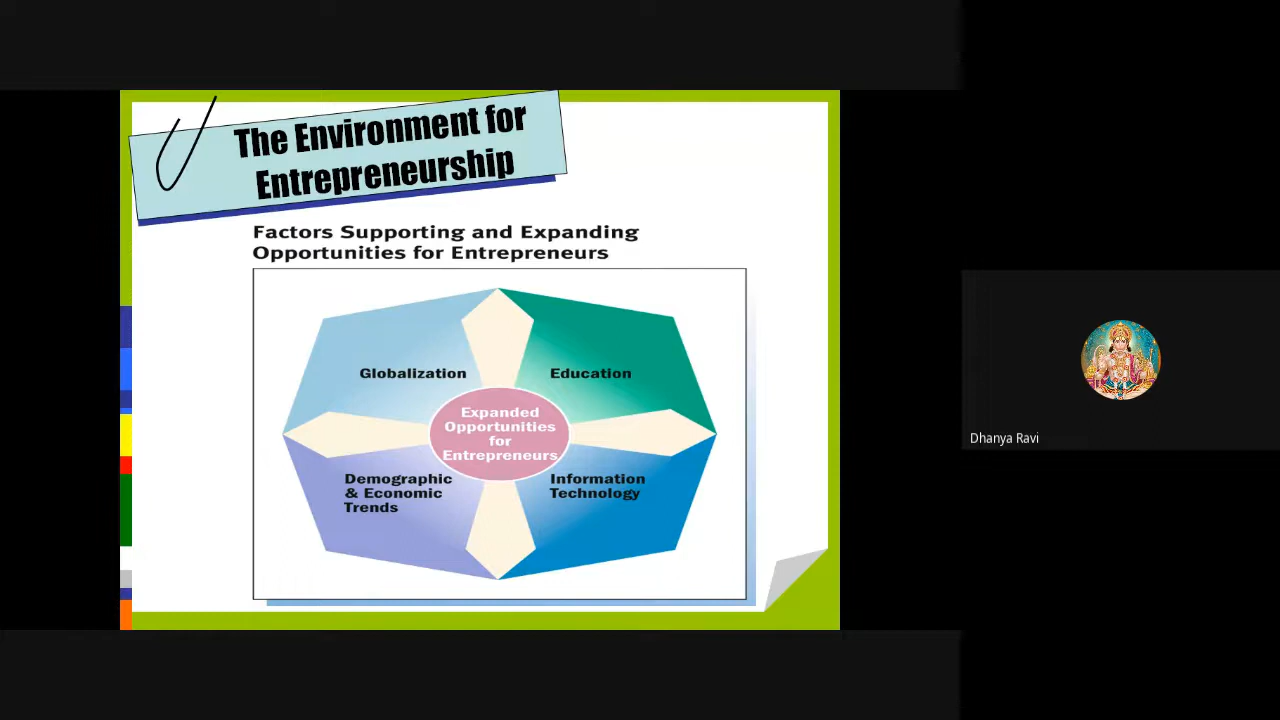 The Environment for
Entrepreneurship
Factors Supporting and Expanding
Opportunities for Entrepreneurs
Globalization
Education
Expanded
Opportunities
for
Entrepreneurs
Demographic
& Economic
Trends
Information
Technology
Dhanya Ravi